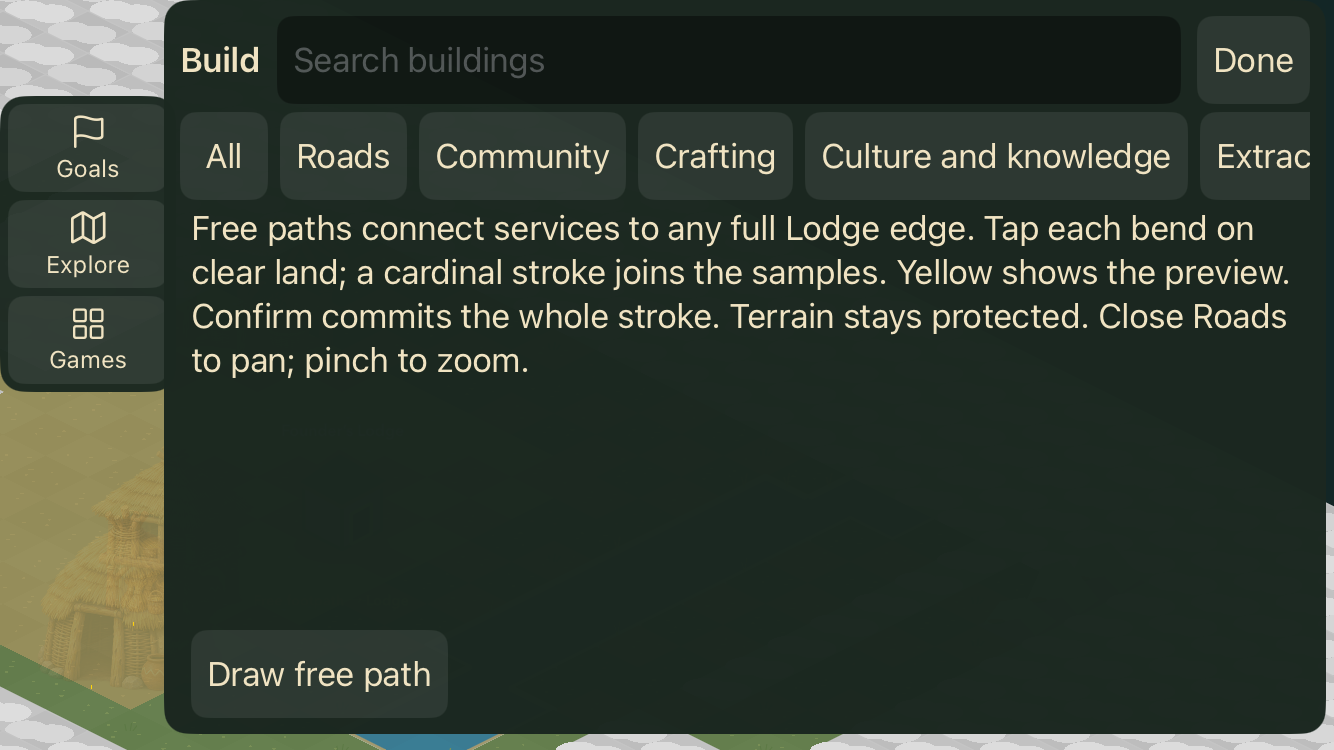 Build
Search buildings
Done
Goals
Explore
Games
All
Roads
Community
Crafting
Culture and knowledge
Extrac
Free paths connect services to any full Lodge edge. Tap each bend on
clear land; a cardinal stroke joins the samples. Yellow shows the preview.
Confirm commits the whole stroke. Terrain stays protected. Close Roads
to pan; pinch to zoom.
Draw free path